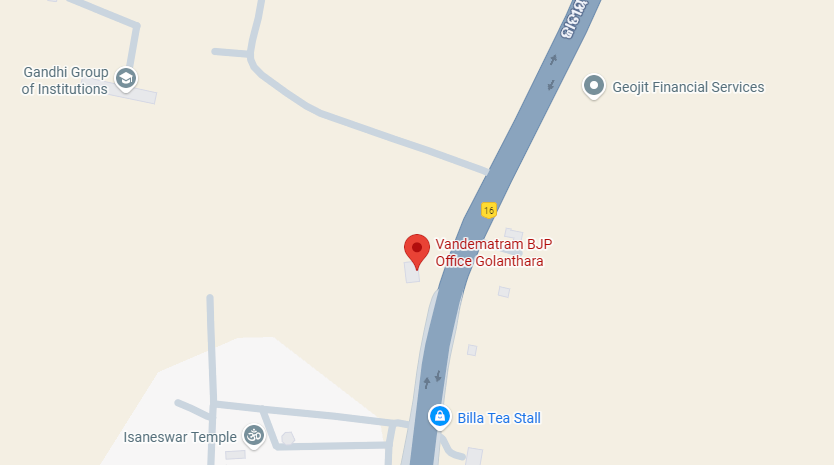 Gandhi Group
of Institutions
Geojit Financial Services
16
Vandematram BJP
Office Golanthara
Billa Tea Stall
Isaneswar Temple
ॐ